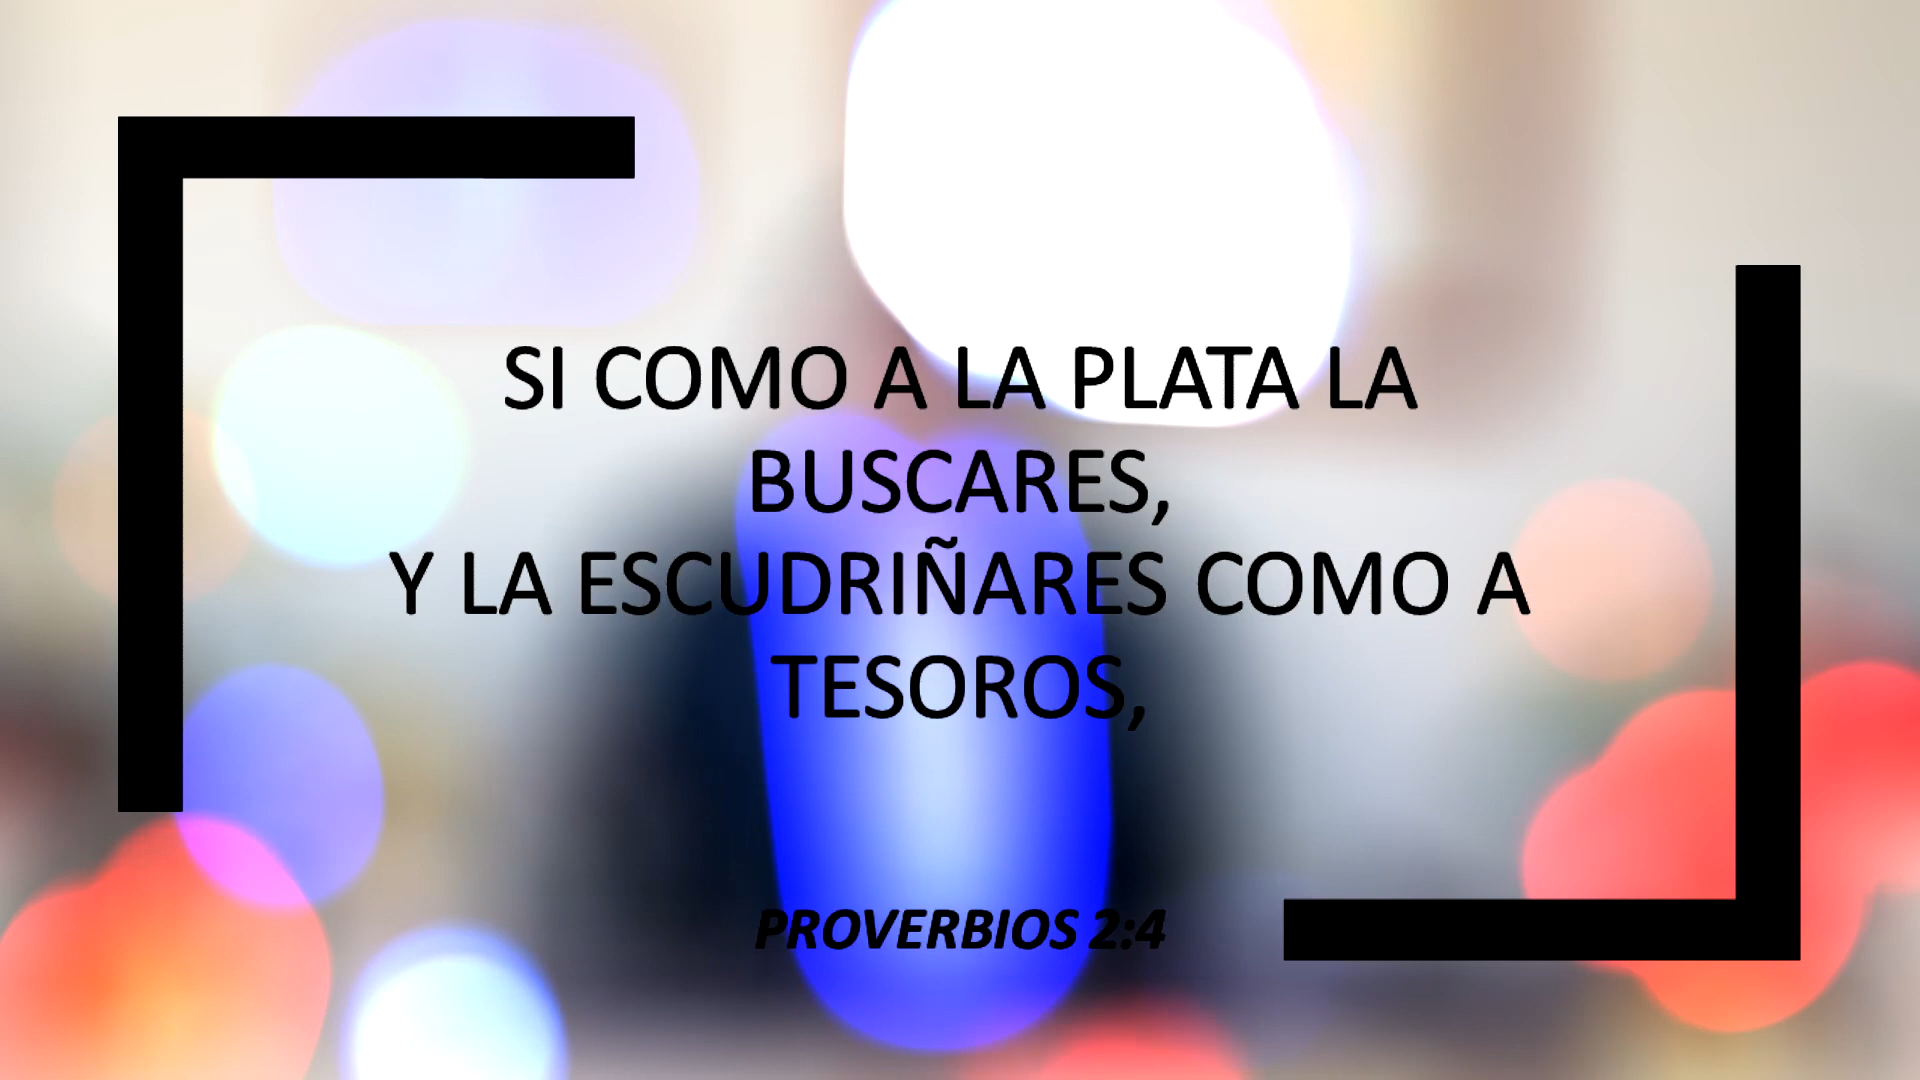 SI COMO A LA PLATA LA
BUSCARES,
Y LA ESCUDRIÑARES COMO A
TESOROS,
PROVERBIOS 2:4